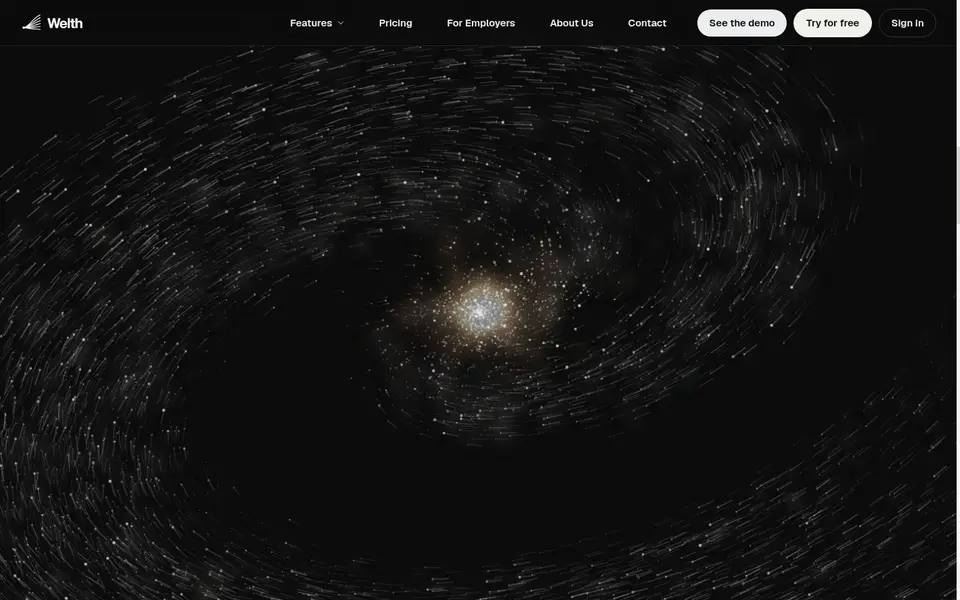 Welth
Features
Pricing
For Employers
About Us
Contact
See the demo
Try for free
Sign in